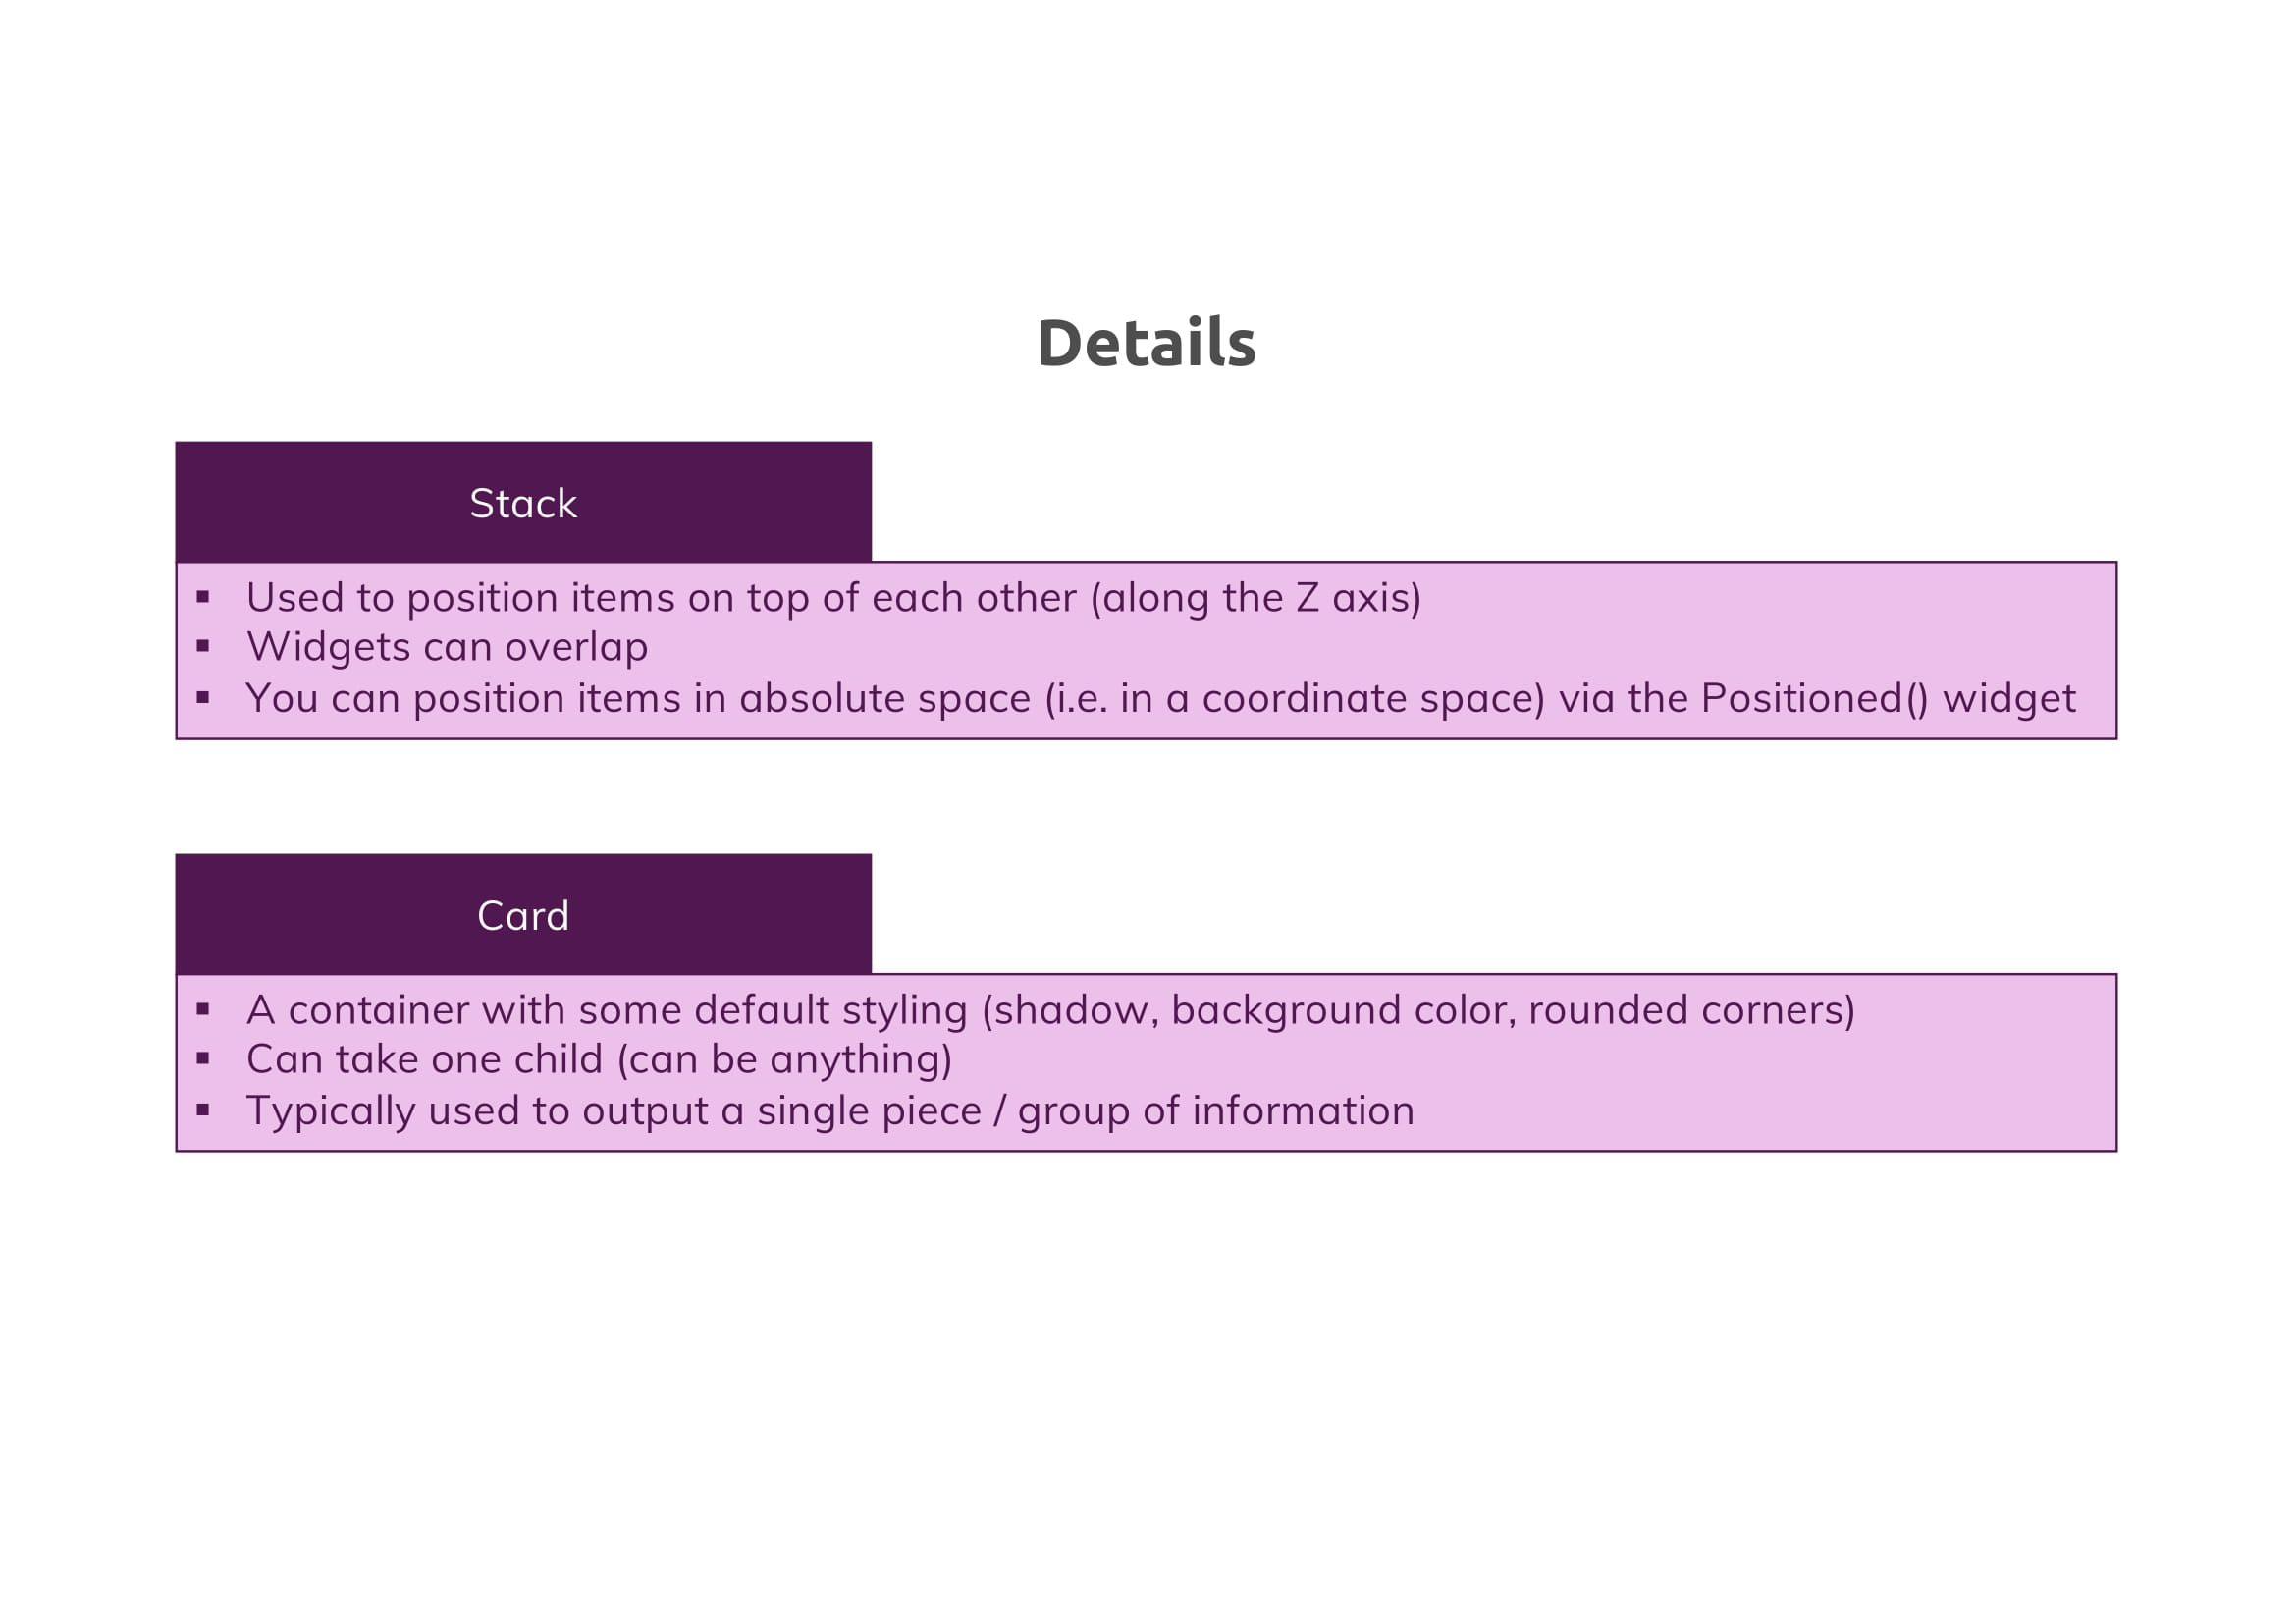 Details
Stack
▪ Used to position items on top of each other (along the Z axis)
▪ Widgets can overlap
▪ You can position items in absolute space (i.e. in a coordinate space) via the Positioned() widget
Card
▪ A container with some default styling (shadow, background color, rounded corners)
▪ Can take one child (can be anything)
▪ Typically used to output a single piece / group of information